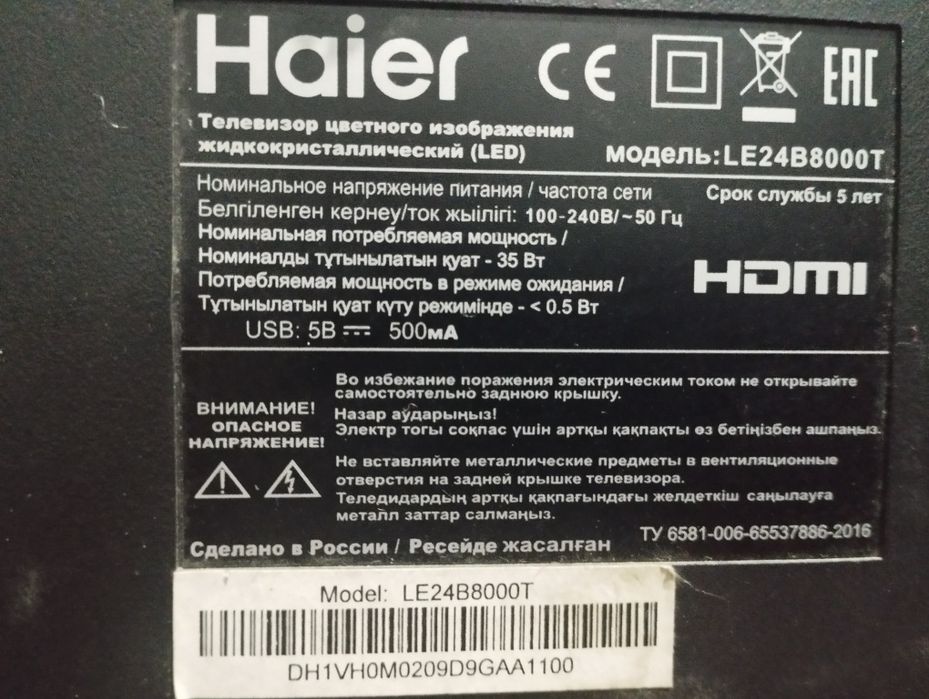 Haier CE EAC
Телевизор цветного изображения
жидкокристаллический (LED)
модель:LE24B8000T
Номинальное напряжение питания / частота сети
Срок службы 5 лет
Белгіленген кернеу/ток жыілігі: 100-240В/~50 Гц
Номинальная потребляемая мощность /
Номиналды тұтынылатын қуат - 35 Вт
Потребляемая мощность в режиме ожидания /
Тұтынылатын қуат күту режимінде - < 0.5 Вт
USB: 5В ⎓ 500мА
HDMI
ВНИМАНИЕ!
ОПАСНОЕ
НАПРЯЖЕНИЕ!
Во избежание поражения электрическим током не открывайте
самостоятельно заднюю крышку.
Назар аударыңыз!
Электр тогы соқпас үшін артқы қақпақты өз бетіңізбен ашпаңыз.
Не вставляйте металлические предметы в вентиляционные
отверстия на задней крышке телевизора.
Теледидардың артқы қақпағындағы желдеткіш саңылауға
металл заттар салмаңыз.
ТУ 6581-006-65537886-2016
Сделано в России / Ресейде жасалған
Model: LE24B8000T
DH1VH0M0209D9GAA1100